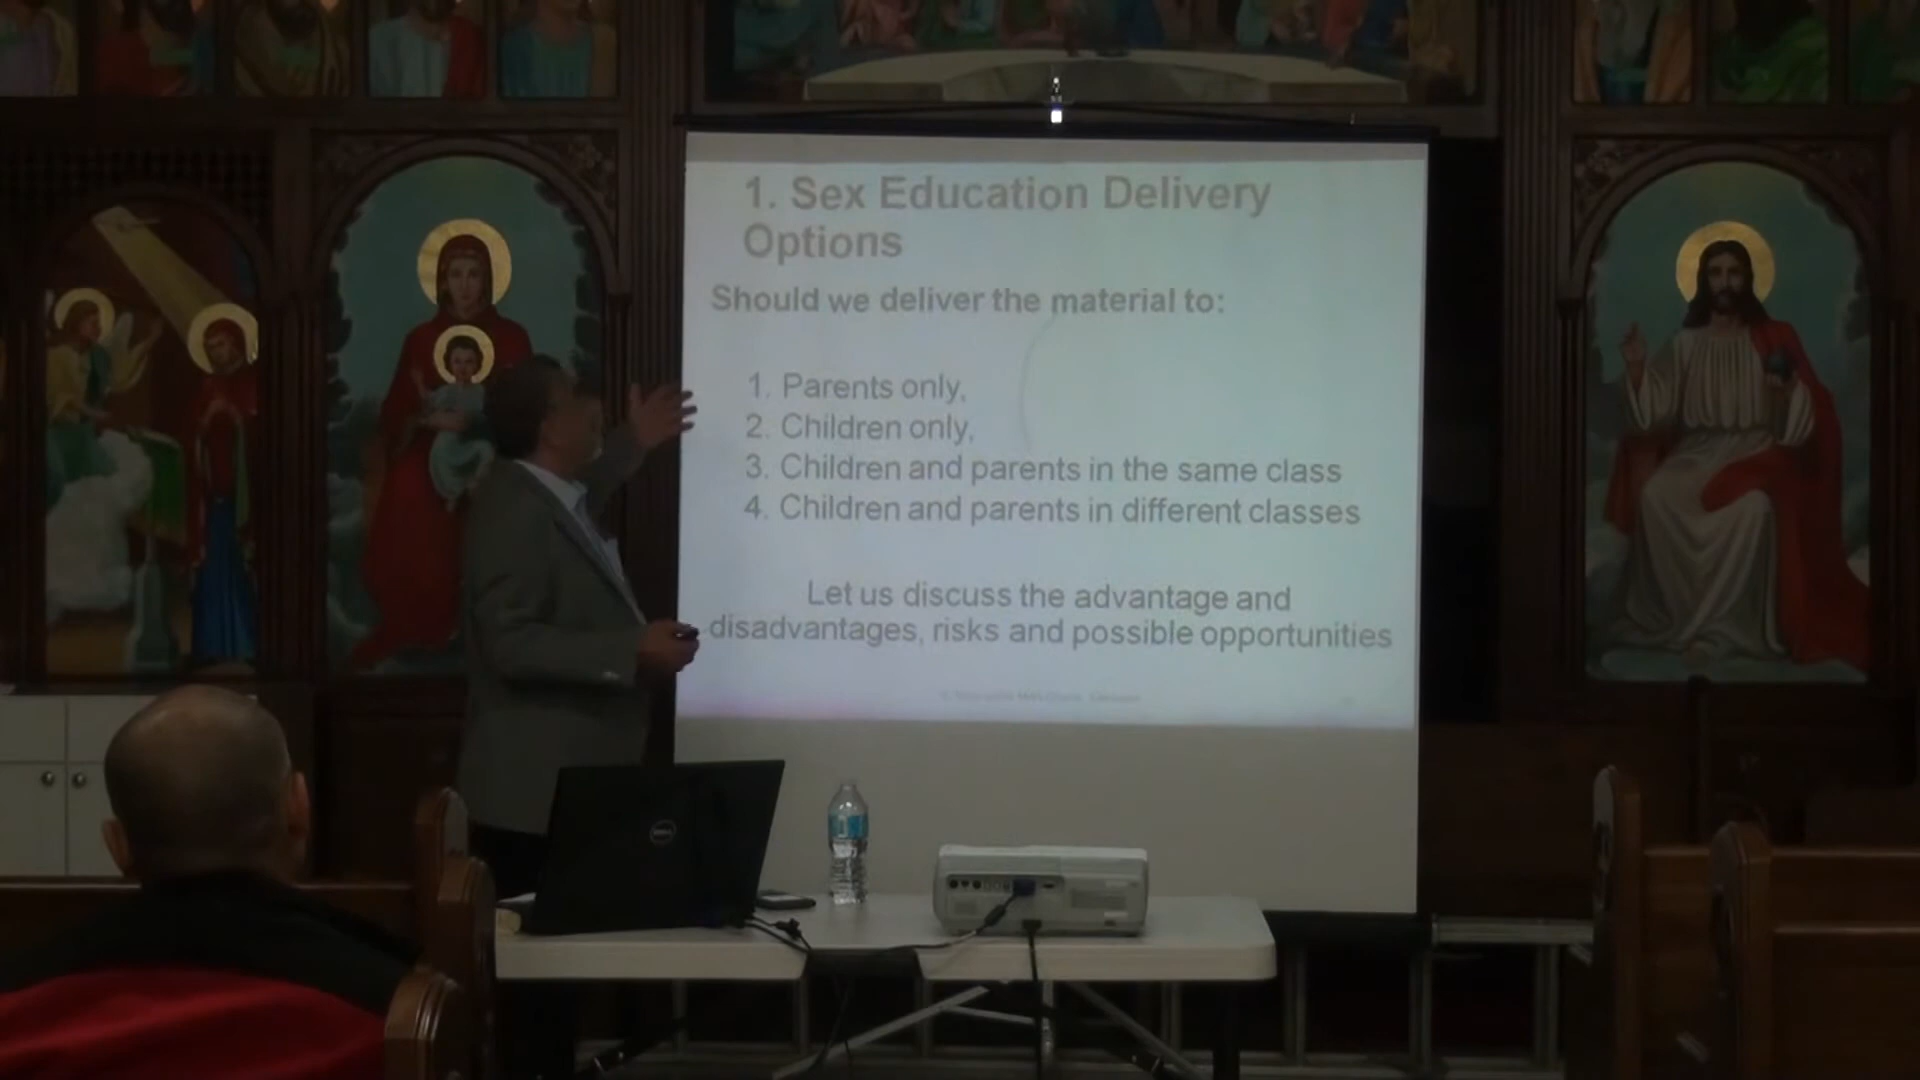 1. Sex Education Delivery
Options
Should we deliver the material to:
1. Parents only,
2. Children only,
3. Children and parents in the same class
4. Children and parents in different classes
Let us discuss the advantage and
disadvantages, risks and possible opportunities
DELL